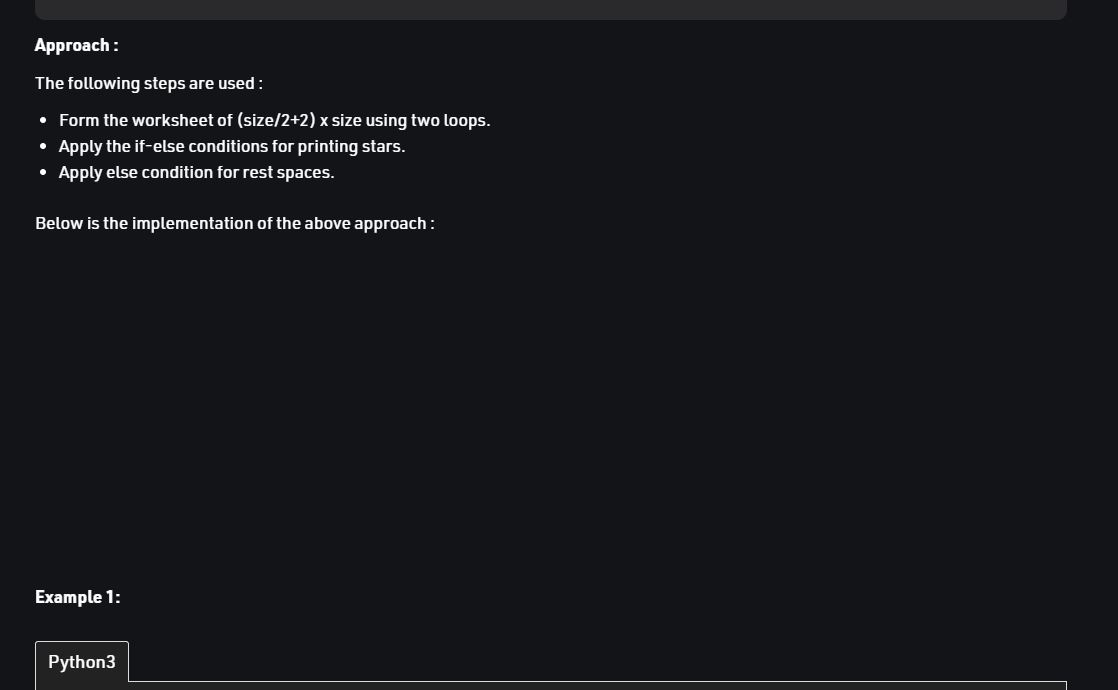 Approach :
The following steps are used :
Form the worksheet of (size/2+2) x size using two loops.
Apply the if-else conditions for printing stars.
Apply else condition for rest spaces.
Below is the implementation of the above approach :
Example 1:
Python3